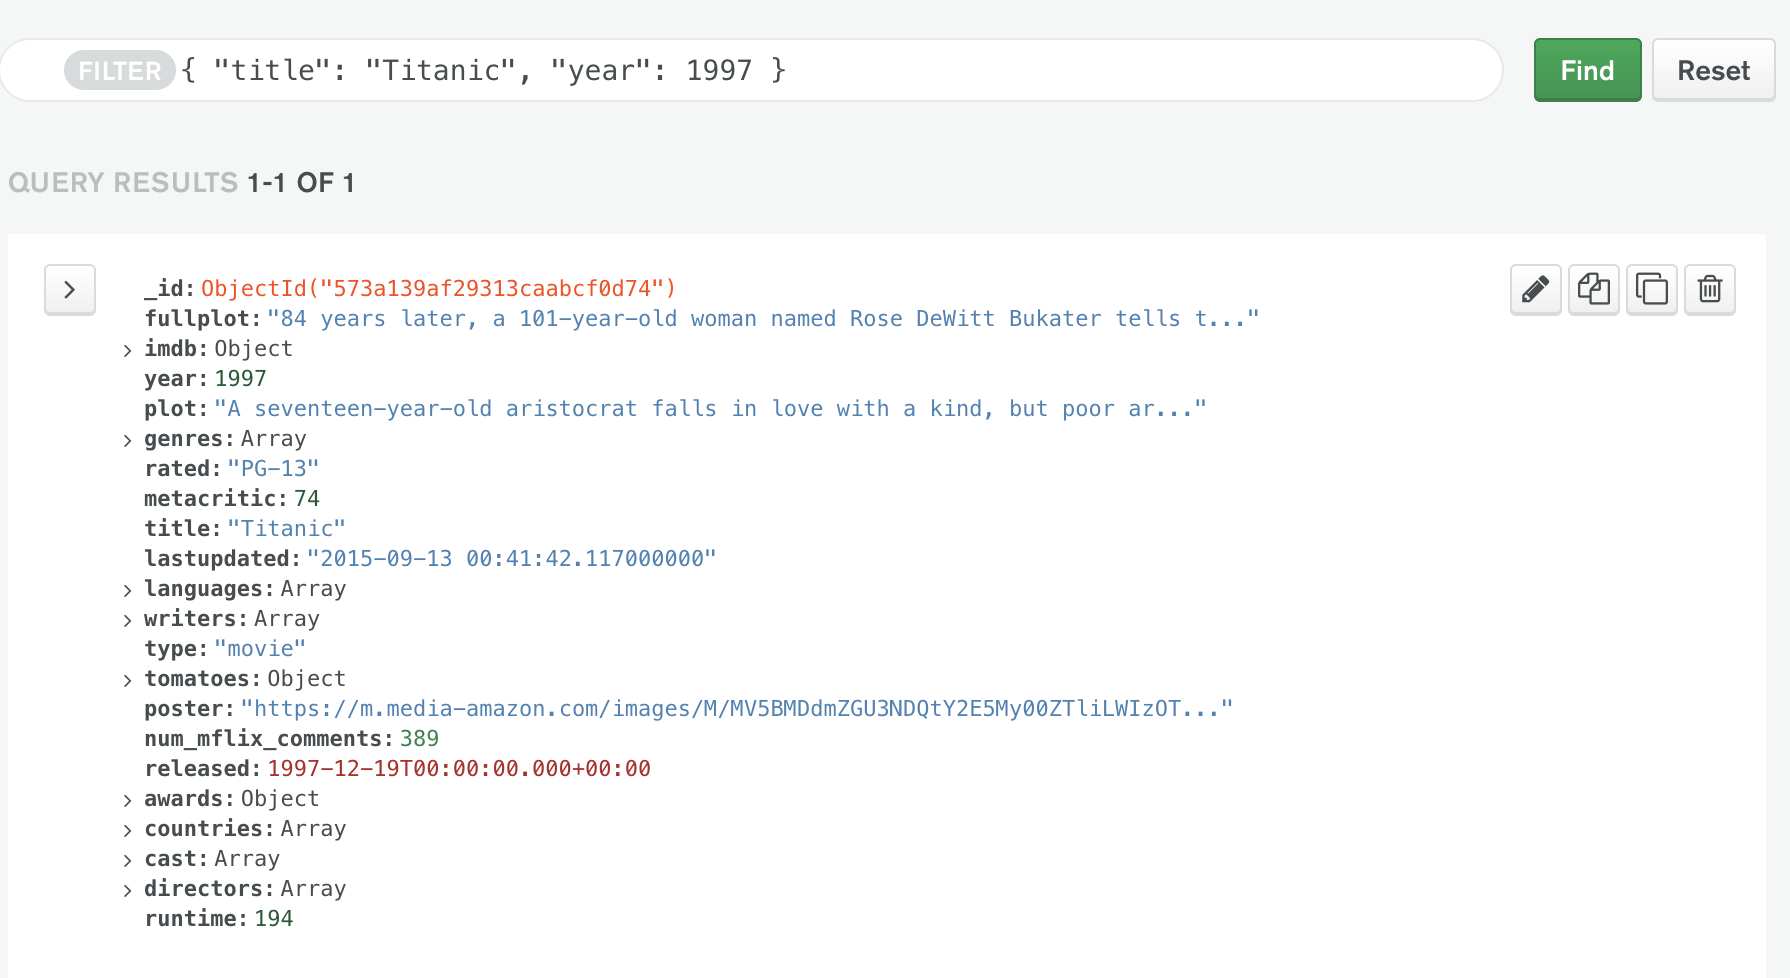 FILTER { "title": "Titanic", "year": 1997 }
Find
Reset
QUERY RESULTS 1-1 OF 1
_id: ObjectId("573a139af29313caabcf0d74")
fullplot: "84 years later, a 101-year-old woman named Rose DeWitt Bukater tells t..."
imdb: Object
year: 1997
plot: "A seventeen-year-old aristocrat falls in love with a kind, but poor ar..."
genres: Array
rated: "PG-13"
metacritic: 74
title: "Titanic"
lastupdated: "2015-09-13 00:41:42.117000000"
languages: Array
writers: Array
type: "movie"
tomatoes: Object
poster: "https://m.media-amazon.com/images/M/MV5BMDdmZGU3NDQtY2E5My00ZTliLWIzOT..."
num_mflix_comments: 389
released: 1997-12-19T00:00:00.000+00:00
awards: Object
countries: Array
cast: Array
directors: Array
runtime: 194